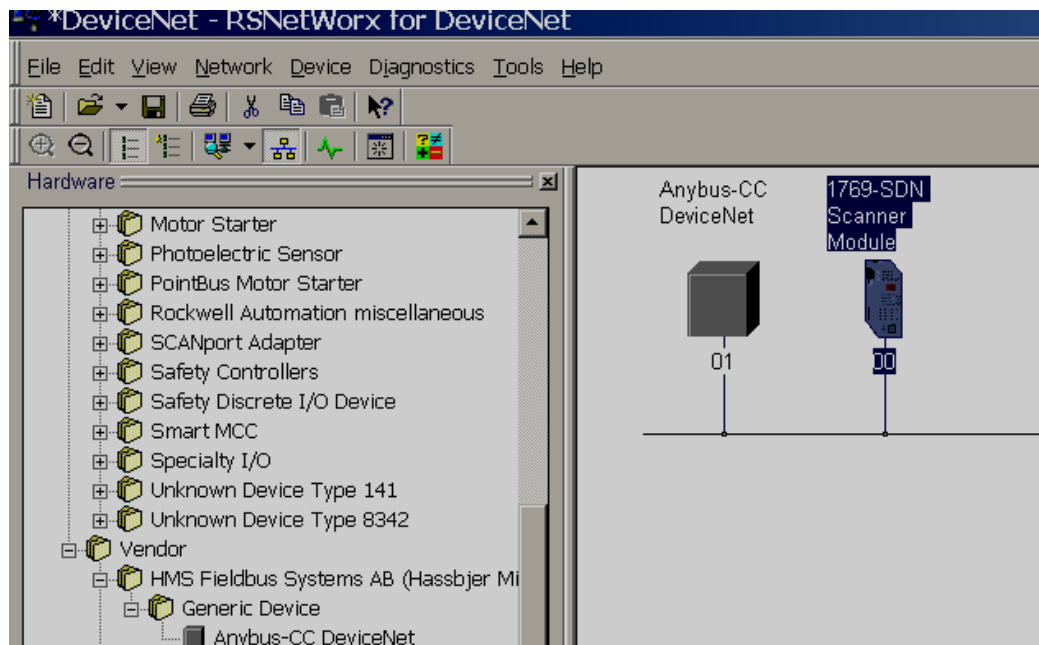 *DeviceNet - RSNetWorx for DeviceNet
File Edit View Network Device Diagnostics Tools Help
Hardware
Motor Starter
Photoelectric Sensor
PointBus Motor Starter
Rockwell Automation miscellaneous
SCANport Adapter
Safety Controllers
Safety Discrete I/O Device
Smart MCC
Specialty I/O
Unknown Device Type 141
Unknown Device Type 8342
Vendor
HMS Fieldbus Systems AB (Hassbjer Mi
Generic Device
Anybus-CC DeviceNet
Anybus-CC
DeviceNet
01
1769-SDN
Scanner
Module
00